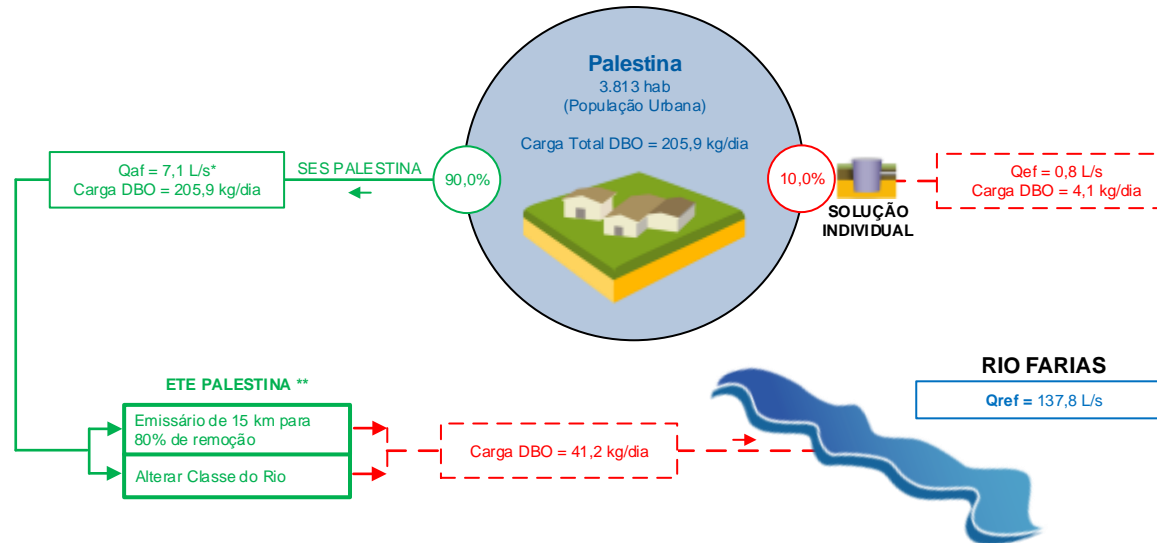 Palestina
3.813 hab
(População Urbana)
Carga Total DBO = 205,9 kg/dia
Qaf = 7,1 L/s*
Carga DBO = 205,9 kg/dia
SES PALESTINA
90,0%
10,0%
SOLUÇÃO
INDIVIDUAL
Qef = 0,8 L/s
Carga DBO = 4,1 kg/dia
ETE PALESTINA **
Emissário de 15 km para
80% de remoção
Alterar Classe do Rio
Carga DBO = 41,2 kg/dia
RIO FARIAS
Qref = 137,8 L/s